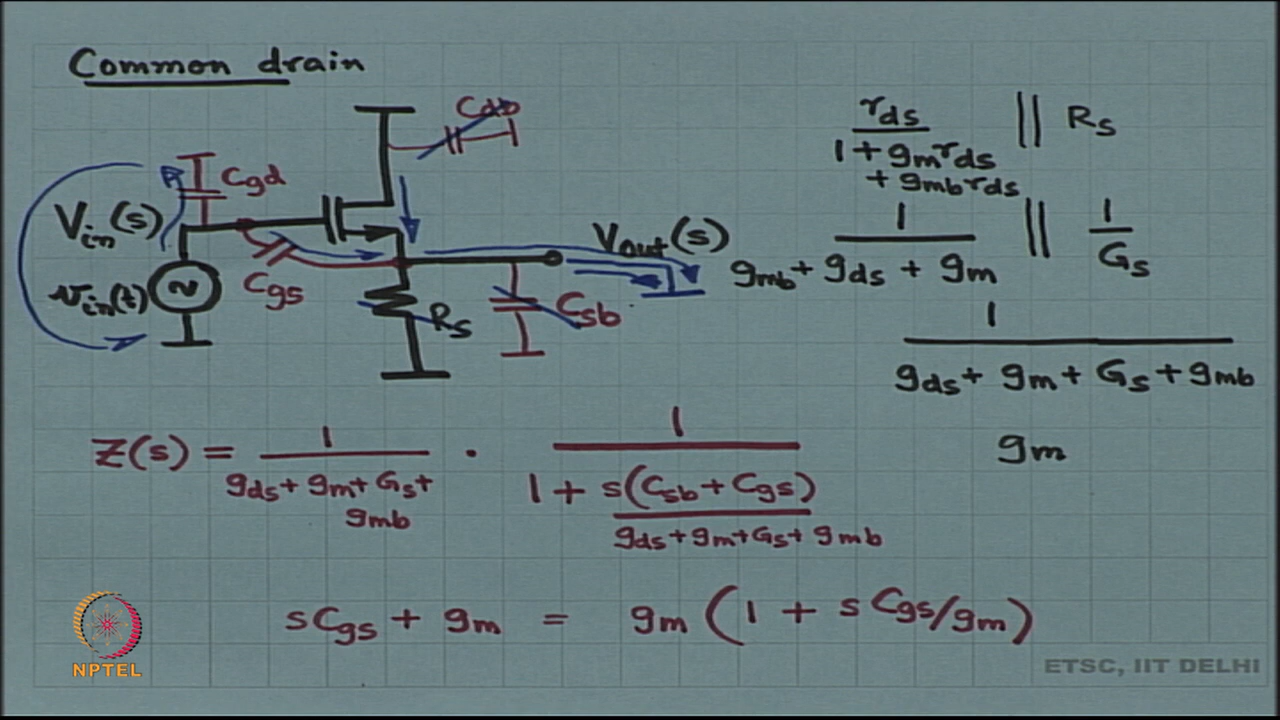 Common drain
Cdb
Cgd
Vin(s)
vin(t)
Cgs
Vout(s)
Rs
Csb
rds / 1 + gmrds + gmbrds || Rs
1 / gmb + gds + gm || 1 / Gs
1 / gds + gm + Gs + gmb
gm
Z(s) = 1 / gds + gm + Gs + gmb · 1 / 1 + s(Csb + Cgs) / gds + gm + Gs + gmb
sCgs + gm = gm (1 + s Cgs/gm)
NPTEL
ETSC, IIT DELHI